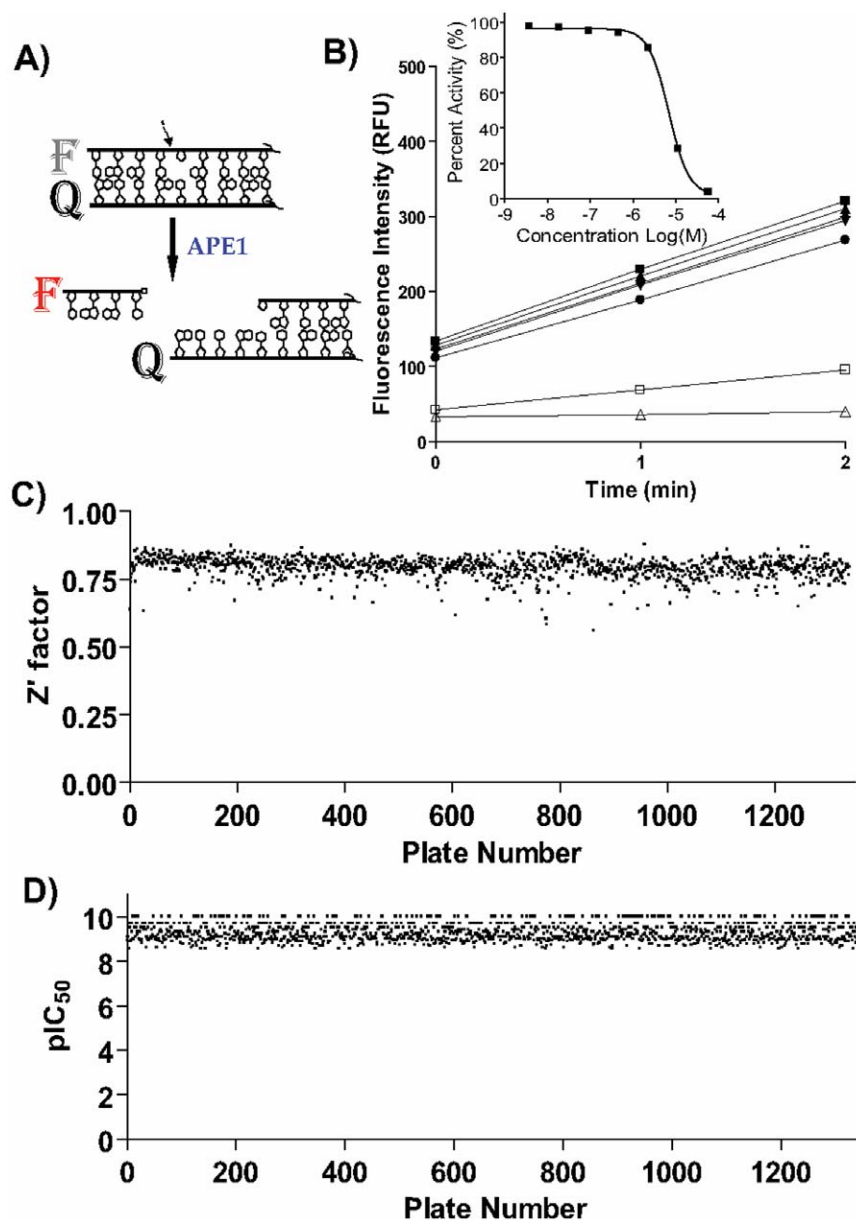 A)
F
Q
APE1
F
Q
B)
Fluorescence Intensity (RFU)
500
400
300
200
100
0
0 1 2
Time (min)
Percent Activity (%)
100
80
60
40
20
0
-9 -8 -7 -6 -5 -4
Concentration Log(M)
C)
Z' factor
1.00
0.75
0.50
0.25
0.00
0 200 400 600 800 1000 1200
Plate Number
D)
pIC50
10
8
6
4
2
0
0 200 400 600 800 1000 1200
Plate Number